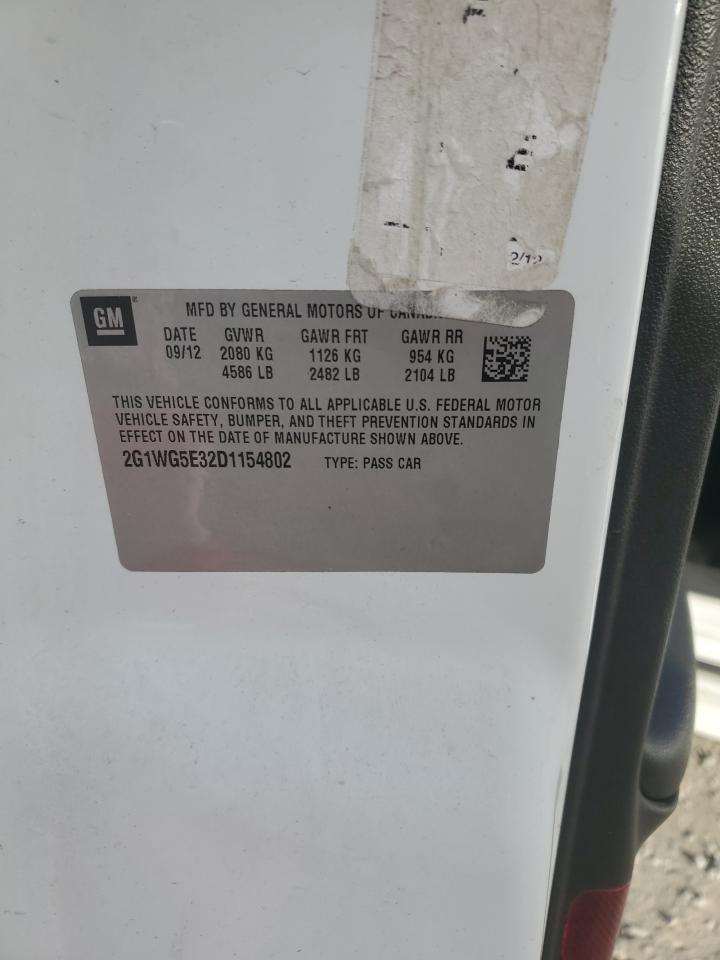 E
2/12
GM
MFD BY GENERAL MOTORS OF
DATE GVWR GAWR FRT GAWR RR
09/12 2080 KG 1126 KG 954 KG
4586 LB 2482 LB 2104 LB
THIS VEHICLE CONFORMS TO ALL APPLICABLE U.S. FEDERAL MOTOR
VEHICLE SAFETY, BUMPER, AND THEFT PREVENTION STANDARDS IN
EFFECT ON THE DATE OF MANUFACTURE SHOWN ABOVE.
2G1WG5E32D1154802 TYPE: PASS CAR